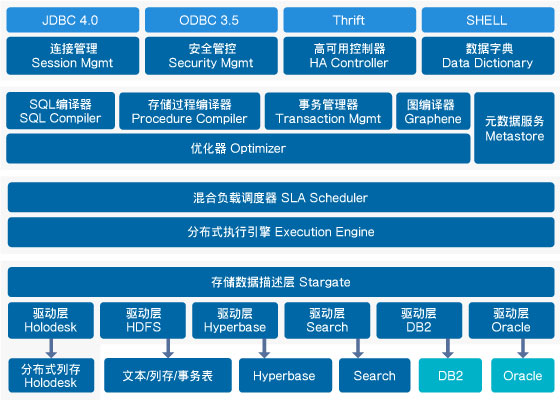 JDBC 4.0
ODBC 3.5
Thrift
SHELL
连接管理
Session Mgmt
安全管控
Security Mgmt
高可用控制器
HA Controller
数据字典
Data Dictionary
SQL编译器
SQL Compiler
存储过程编译器
Procedure Compiler
事务管理器
Transaction Mgmt
图编译器
Graphene
元数据服务
Metastore
优化器 Optimizer
混合负载调度器 SLA Scheduler
分布式执行引擎 Execution Engine
存储数据描述层 Stargate
驱动层
Holodesk
驱动层
HDFS
驱动层
Hyperbase
驱动层
Search
驱动层
DB2
驱动层
Oracle
分布式列存
Holodesk
文本/列存/事务表
Hyperbase
Search
DB2
Oracle